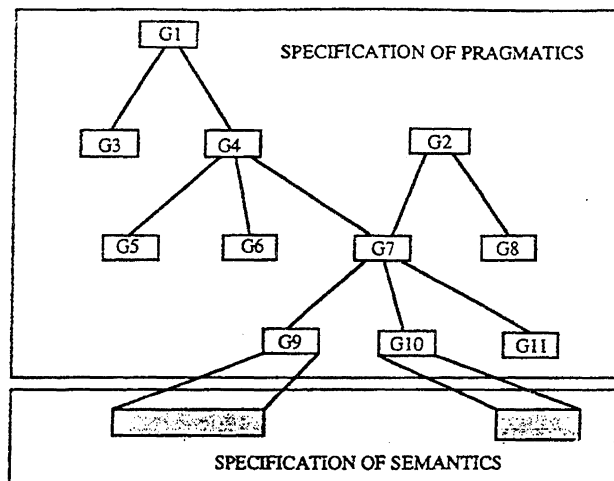 G1
SPECIFICATION OF PRAGMATICS
G3
G4
G2
G5
G6
G7
G8
G9
G10
G11
SPECIFICATION OF SEMANTICS